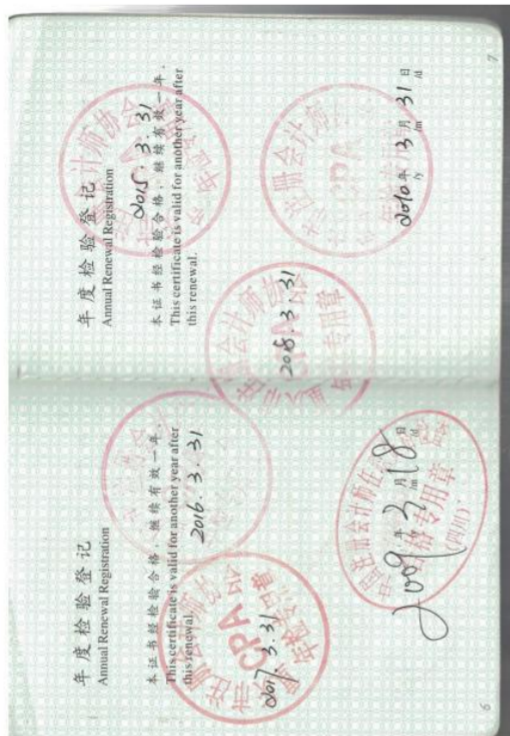 年度检验登记
Annual Renewal Registration
本证书经检验合格，继续有效一年。
This certificate is valid for another year after
this renewal.
2016.3.31
CPA
2017.3.31
2009年3月18日
/y /m /d
6
年度检验登记
Annual Renewal Registration
本证书经检验合格，继续有效一年。
This certificate is valid for another year after
this renewal.
2015.3.31
CPA
2018.3.31
CPA
2010年3月31日
/y /m /d
7